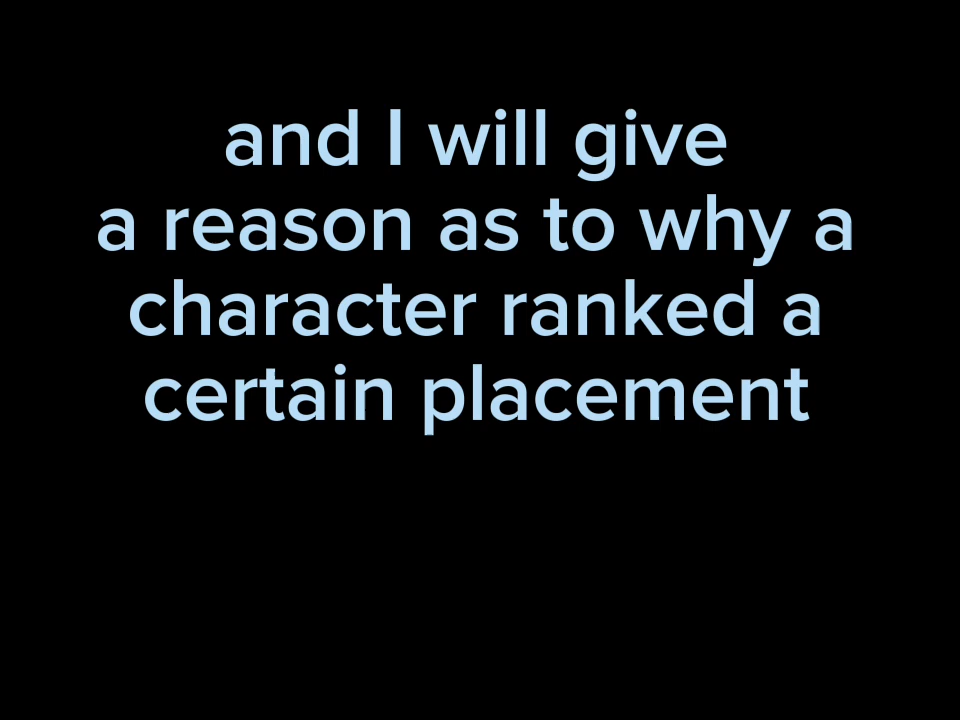 and I will give
a reason as to why a
character ranked a
certain placement